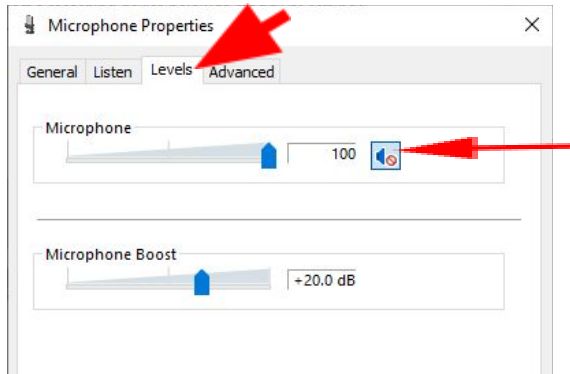 Microphone Properties
General Listen Levels Advanced
Microphone
100
Microphone Boost
+20.0 dB